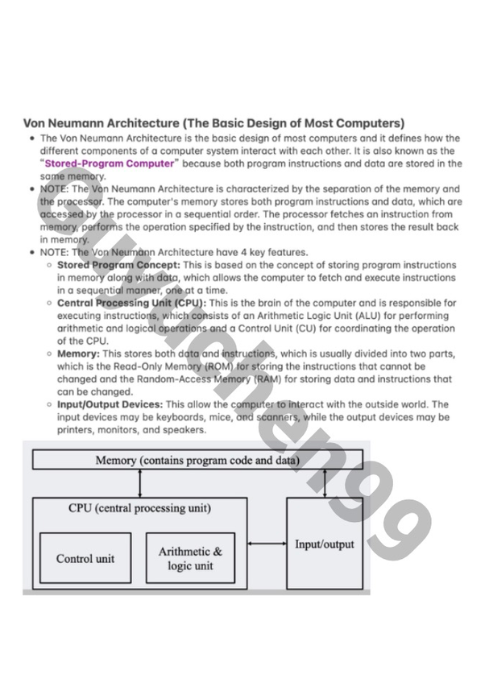 Von Neumann Architecture (The Basic Design of Most Computers)
• The Von Neumann Architecture is the basic design of most computers and it defines how the
different components of a computer system interact with each other. It is also known as the
"Stored-Program Computer" because both program instructions and data are stored in the
same memory.
• NOTE: The Von Neumann Architecture is characterized by the separation of the memory and
the processor. The computer's memory stores both program instructions and data, which are
accessed by the processor in a sequential order. The processor fetches an instruction from
memory, performs the operation specified by the instruction, and then stores the result back
in memory.
• NOTE: The Von Neumann Architecture have 4 key features.
◦ Stored Program Concept: This is based on the concept of storing program instructions
in memory along with data, which allows the computer to fetch and execute instructions
in a sequential manner, one at a time.
◦ Central Processing Unit (CPU): This is the brain of the computer and is responsible for
executing instructions, which consists of an Arithmetic Logic Unit (ALU) for performing
arithmetic and logical operations and a Control Unit (CU) for coordinating the operation
of the CPU.
◦ Memory: This stores both data and instructions, which is usually divided into two parts,
which is the Read-Only Memory (ROM) for storing the instructions that cannot be
changed and the Random-Access Memory (RAM) for storing data and instructions that
can be changed.
◦ Input/Output Devices: This allow the computer to interact with the outside world. The
input devices may be keyboards, mice, and scanners, while the output devices may be
printers, monitors, and speakers.
Memory (contains program code and data)
CPU (central processing unit)
Control unit
Arithmetic &
logic unit
Input/output